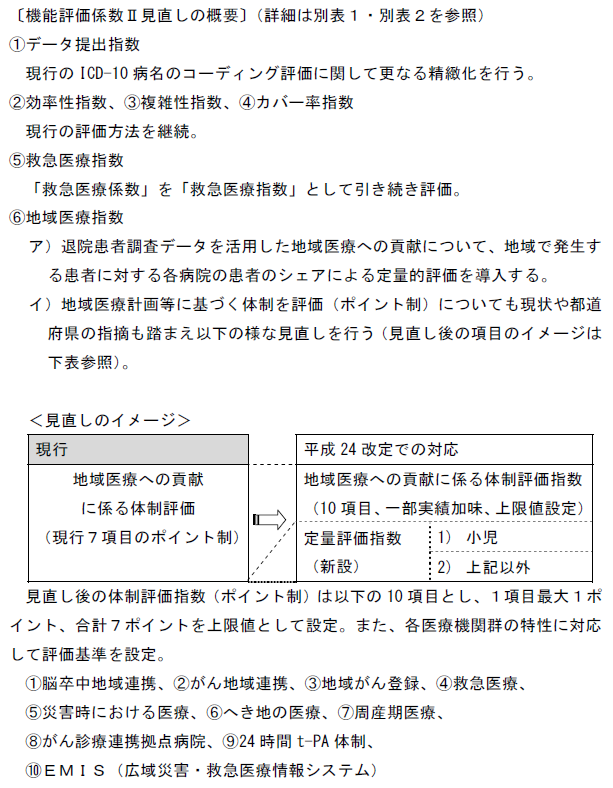 〔機能評価係数Ⅱ見直しの概要〕（詳細は別表１・別表２を参照）
①データ提出指数
現行の ICD-10 病名のコーディング評価に関して更なる精緻化を行う。
②効率性指数、③複雑性指数、④カバー率指数
現行の評価方法を継続。
⑤救急医療指数
「救急医療係数」を「救急医療指数」として引き続き評価。
⑥地域医療指数
ア）退院患者調査データを活用した地域医療への貢献について、地域で発生す
る患者に対する各病院の患者のシェアによる定量的評価を導入する。
イ）地域医療計画等に基づく体制を評価（ポイント制）についても現状や都道
府県の指摘も踏まえ以下の様な見直しを行う（見直し後の項目のイメージは
下表参照）。
＜見直しのイメージ＞
現行
地域医療への貢献
に係る体制評価
（現行７項目のポイント制）
平成 24 改定での対応
地域医療への貢献に係る体制評価指数
（10 項目、一部実績加味、上限値設定）
定量評価指数
（新設）
1) 小児
2) 上記以外
見直し後の体制評価指数（ポイント制）は以下の 10 項目とし、１項目最大１ポ
イント、合計７ポイントを上限値として設定。また、各医療機関群の特性に対応
して評価基準を設定。
①脳卒中地域連携、②がん地域連携、③地域がん登録、④救急医療、
⑤災害時における医療、⑥へき地の医療、⑦周産期医療、
⑧がん診療連携拠点病院、⑨24 時間 t-PA 体制、
⑩ＥＭＩＳ（広域災害・救急医療情報システム）